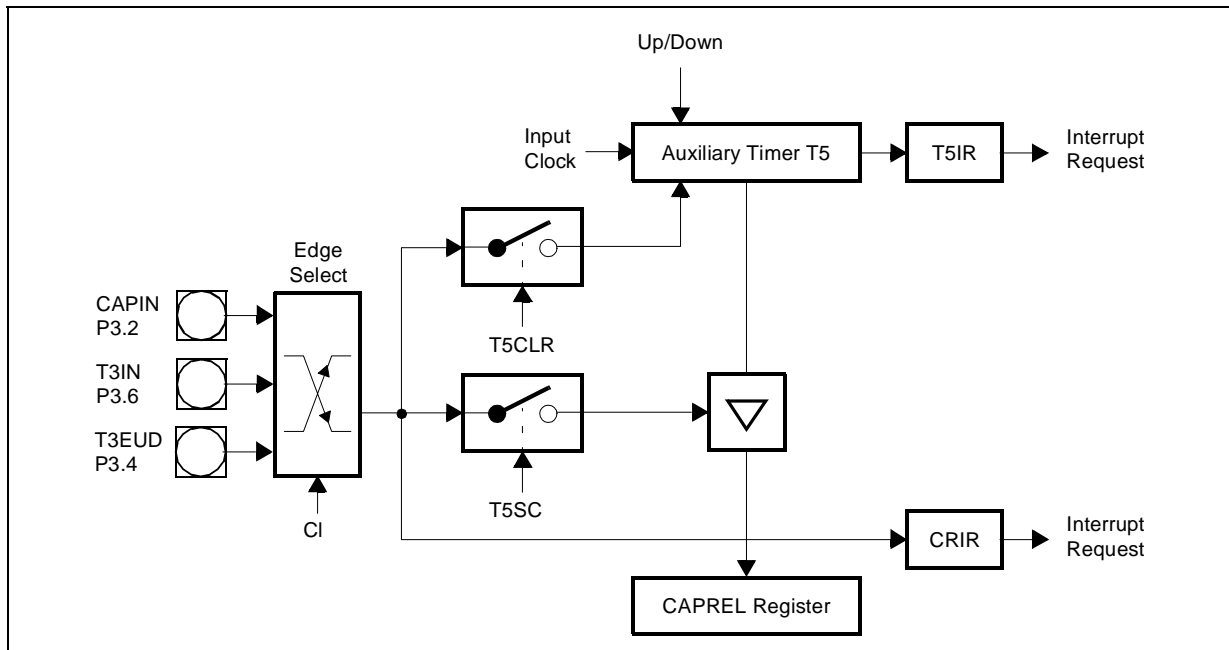 Up/Down
Input
Clock
Auxiliary Timer T5
T5IR
Interrupt
Request
Edge
Select
CAPIN
P3.2
T5CLR
T3IN
P3.6
T3EUD
P3.4
T5SC
CI
CRIR
Interrupt
Request
CAPREL Register